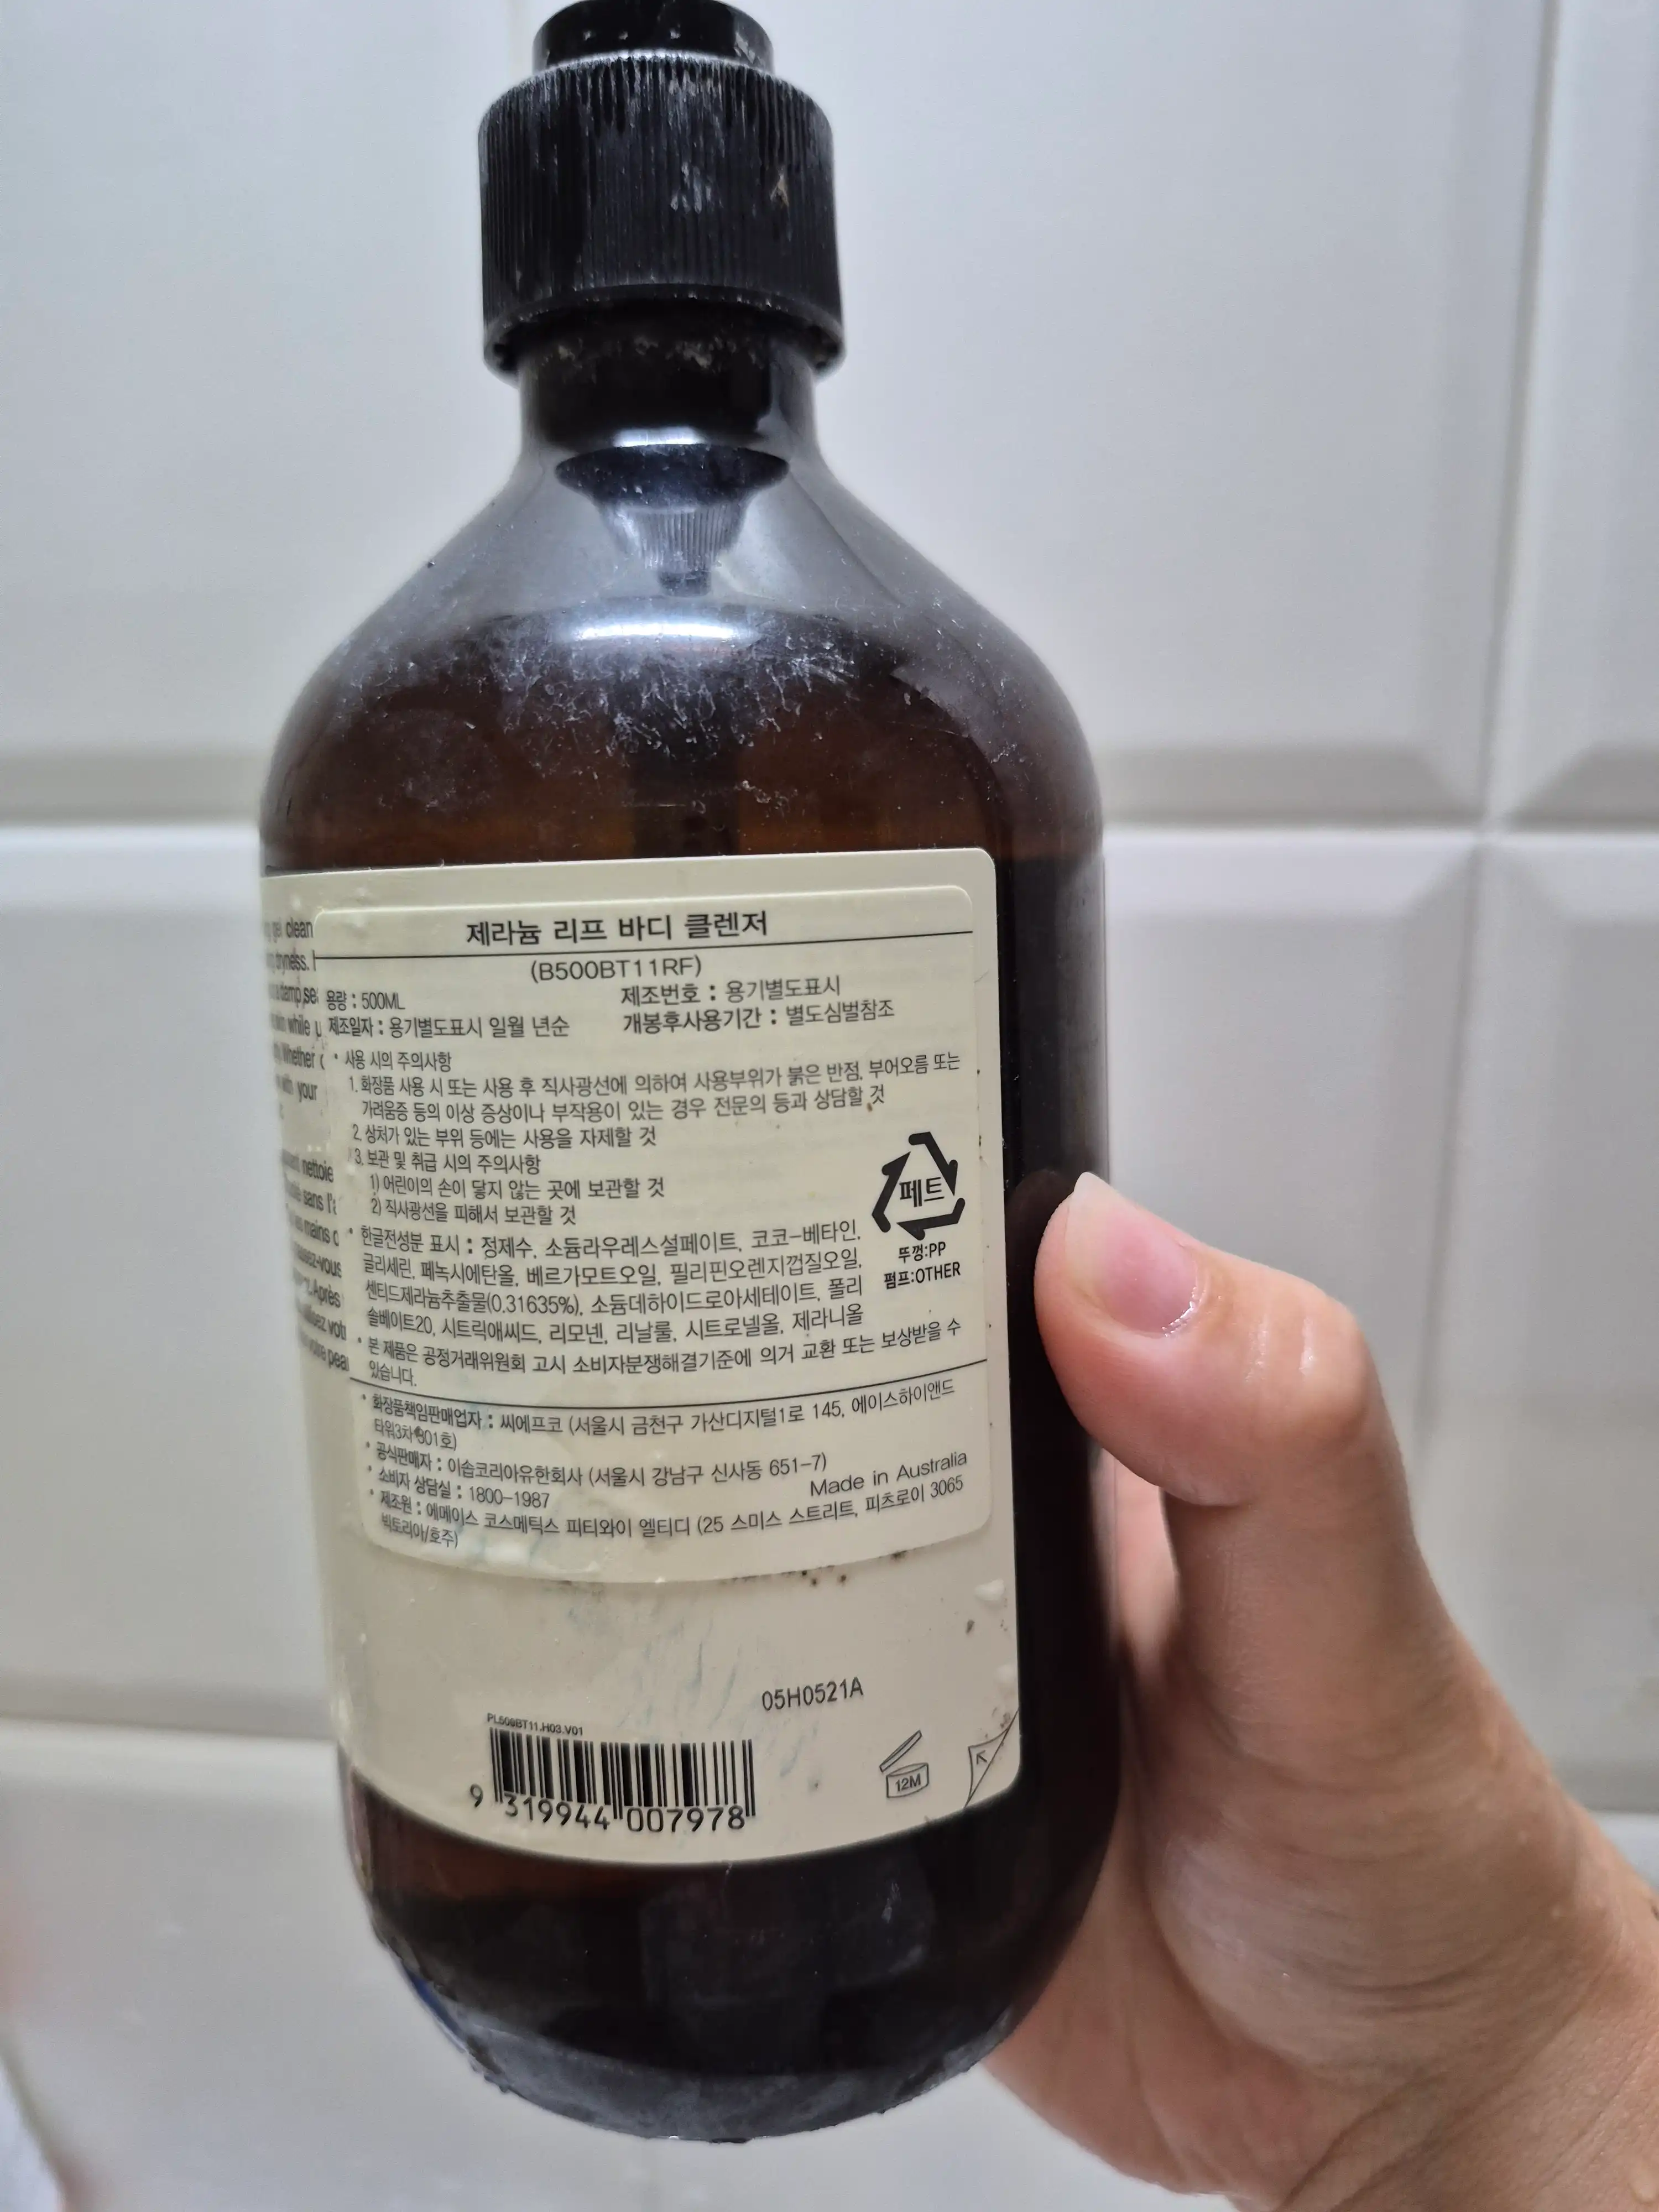 gel clean
dryness.
damp
while
Whether
with your
nettoie
sans
mains
Après
votre
제라늄 리프 바디 클렌저
(B500BT11RF)
용량 : 500ML 제조번호 : 용기별도표시
제조일자 : 용기별도표시 일월 년순 개봉후사용기간 : 별도심벌참조
• 사용 시의 주의사항
1. 화장품 사용 시 또는 사용 후 직사광선에 의하여 사용부위가 붉은 반점, 부어오름 또는
가려움증 등의 이상 증상이나 부작용이 있는 경우 전문의 등과 상담할 것
2. 상처가 있는 부위 등에는 사용을 자제할 것
3. 보관 및 취급 시의 주의사항
1) 어린이의 손이 닿지 않는 곳에 보관할 것
2) 직사광선을 피해서 보관할 것
• 한글전성분 표시 : 정제수, 소듐라우레스설페이트, 코코-베타인,
글리세린, 페녹시에탄올, 베르가모트오일, 필리핀오렌지껍질오일,
센티드제라늄추출물(0.31635%), 소듐데하이드로아세테이트, 폴리
솔베이트20, 시트릭애씨드, 리모넨, 리날룰, 시트로넬올, 제라니올
• 본 제품은 공정거래위원회 고시 소비자분쟁해결기준에 의거 교환 또는 보상받을 수
있습니다.
페트
뚜껑:PP
펌프:OTHER
• 화장품책임판매업자 : 씨에프코 (서울시 금천구 가산디지털1로 145, 에이스하이앤드
타워3차 901호)
• 공식판매자 : 이솝코리아유한회사 (서울시 강남구 신사동 651-7)
• 소비자 상담실 : 1800-1987 Made in Australia
• 제조원 : 에메이스 코스메틱스 피티와이 엘티디 (25 스미스 스트리트, 피츠로이 3065
빅토리아/호주)
05H0521A
PL500BT11.H03.V01
9 319944 007978
12M